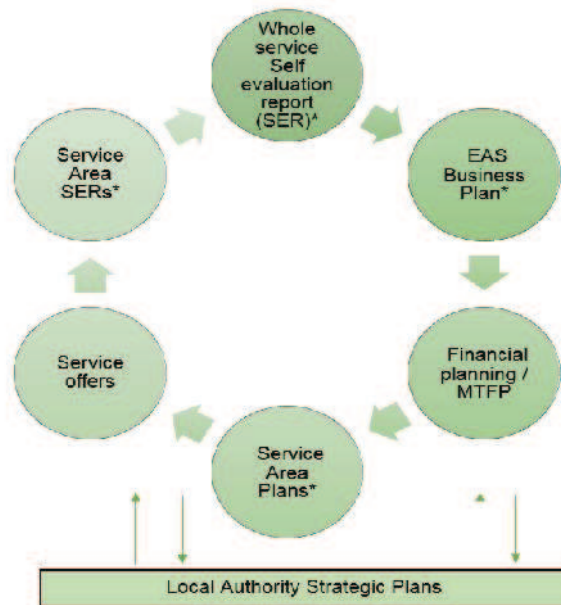 Whole
service
Self
evaluation
report
(SER)*
EAS
Business
Plan*
Financial
planning /
MTFP
Service
Area
Plans*
Service
offers
Service
Area
SERs*
Local Authority Strategic Plans